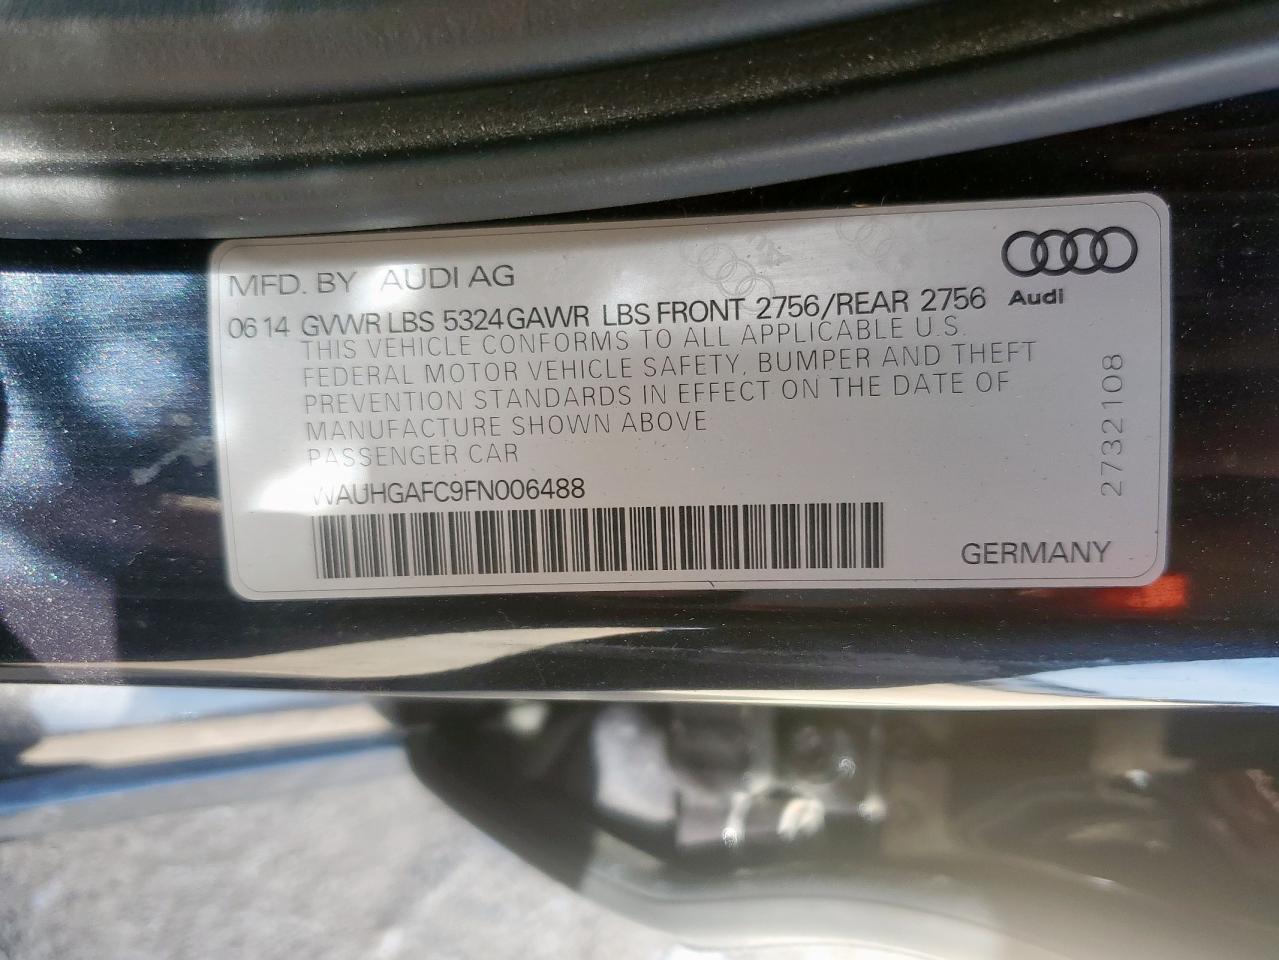 MFD. BY AUDI AG
06 14 GVWR LBS 5324 GAWR LBS FRONT 2756/REAR 2756
Audi
THIS VEHICLE CONFORMS TO ALL APPLICABLE U.S.
FEDERAL MOTOR VEHICLE SAFETY, BUMPER AND THEFT
PREVENTION STANDARDS IN EFFECT ON THE DATE OF
MANUFACTURE SHOWN ABOVE
PASSENGER CAR
WAUHGAFC9FN006488
GERMANY
2732108